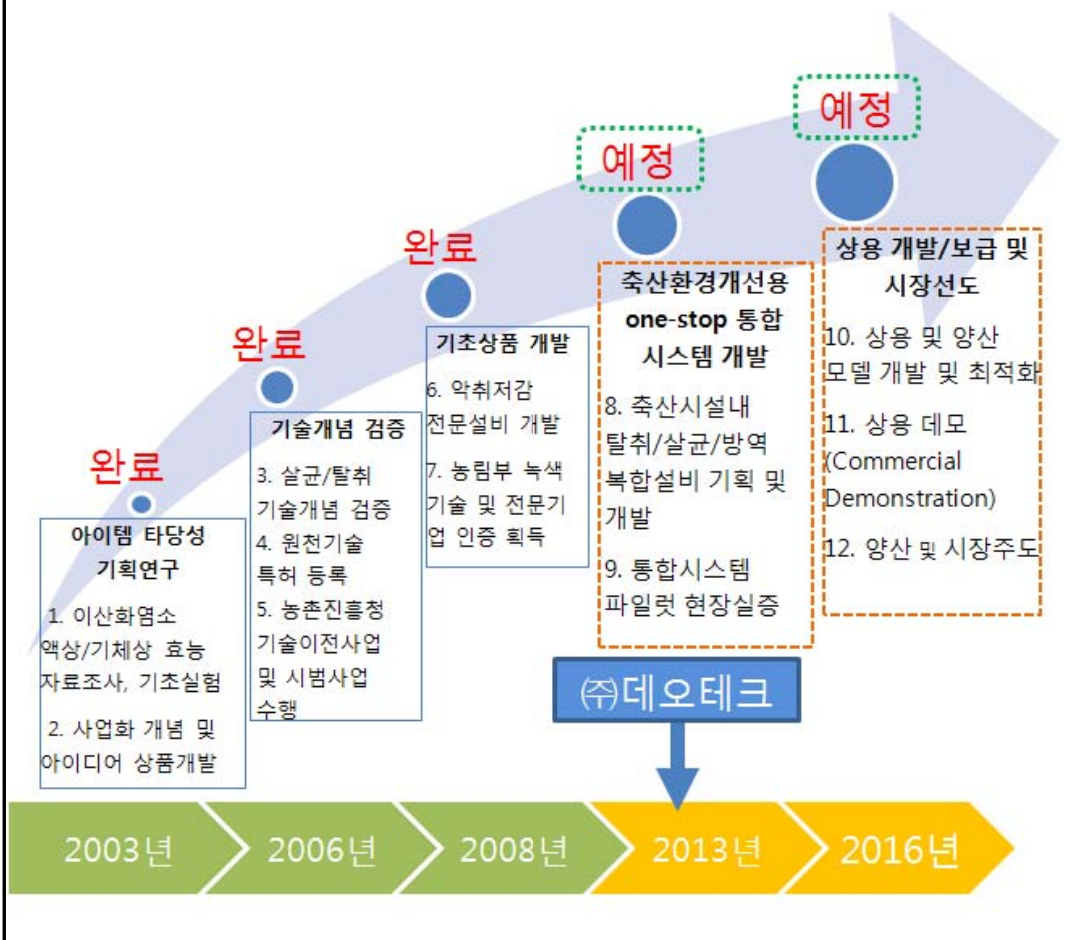 완료
아이템 타당성
기획연구
1. 이산화염소
액상/기체상 효능
자료조사, 기초실험
2. 사업화 개념 및
아이디어 상품개발
완료
기술개념 검증
3. 살균/탈취
기술개념 검증
4. 원천기술
특허 등록
5. 농촌진흥청
기술이전사업
및 시범사업
수행
완료
기초상품 개발
6. 악취저감
전문설비 개발
7. 농림부 녹색
기술 및 전문기
업 인증 획득
예정
축산환경개선용
one-stop 통합
시스템 개발
8. 축산시설내
탈취/살균/방역
복합설비 기획 및
개발
9. 통합시스템
파일럿 현장실증
예정
상용 개발/보급 및
시장선도
10. 상용 및 양산
모델 개발 및 최적화
11. 상용 데모
(Commercial
Demonstration)
12. 양산 및 시장주도
㈜데오테크
2003년
2006년
2008년
2013년
2016년